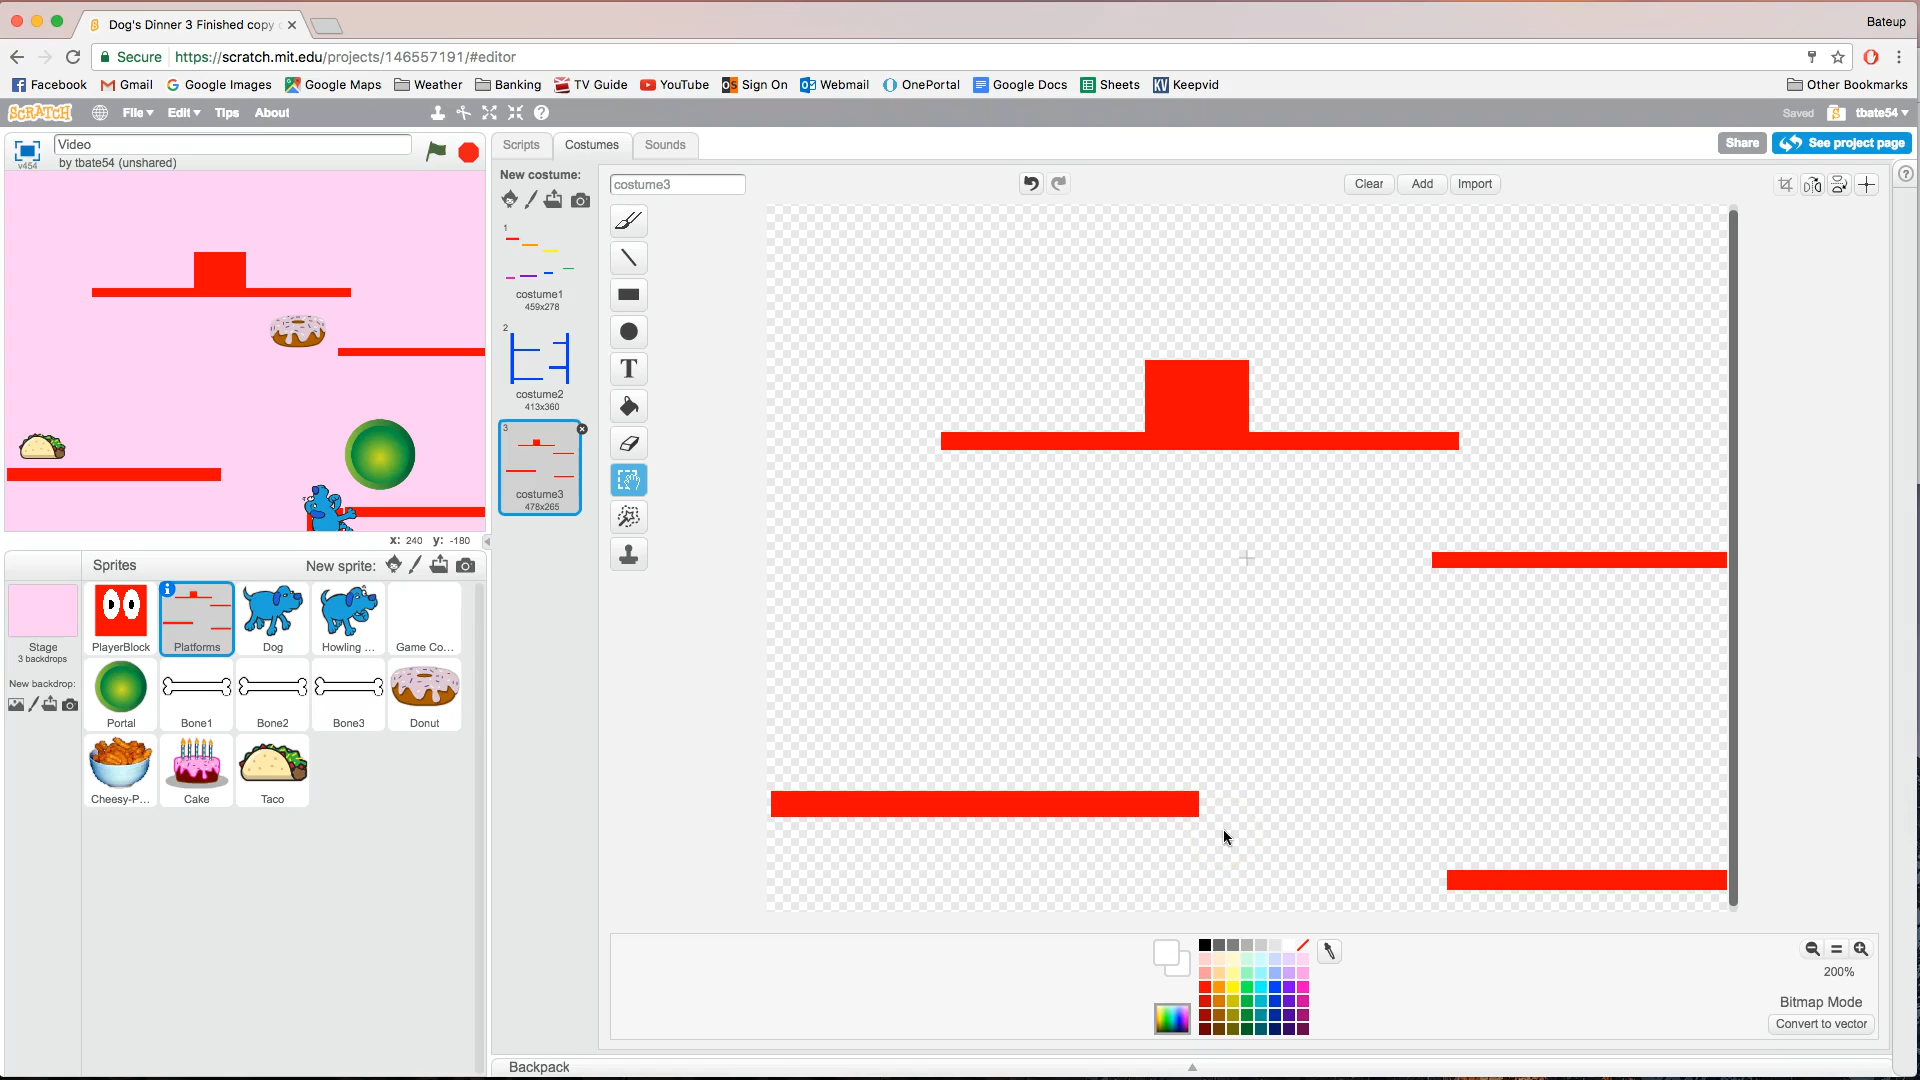 Dog's Dinner 3 Finished copy
Bateup
Secure https://scratch.mit.edu/projects/146557191/#editor
Facebook Gmail Google Images Google Maps Weather Banking TV Guide YouTube Sign On Webmail OnePortal Google Docs Sheets Keepvid Other Bookmarks
SCRATCH File Edit Tips About Saved tbate54
Video
by tbate54 (unshared)
v454
Scripts Costumes Sounds
Share See project page
New costume:
costume3
Clear Add Import
1
costume1
459x278
2
costume2
413x360
3
costume3
478x265
T
x: 240 y: -180
Sprites New sprite:
PlayerBlock Platforms Dog Howling ... Game Co...
Stage
3 backdrops
New backdrop:
Portal Bone1 Bone2 Bone3 Donut
Cheesy-P... Cake Taco
200%
Bitmap Mode
Convert to vector
Backpack